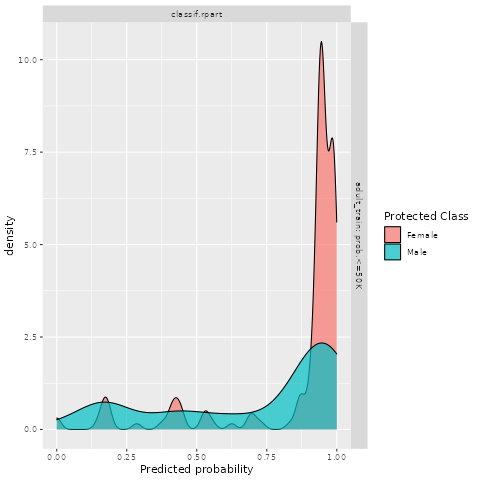 classif.rpart
10.0
7.5
5.0
2.5
0.0
density
0.00 0.25 0.50 0.75 1.00
Predicted probability
adult_train: prob.<=50K
Protected Class
Female
Male